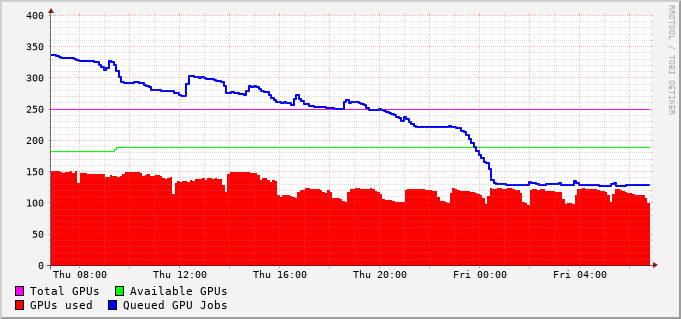 400
350
300
250
200
150
100
50
0
Thu 08:00 Thu 12:00 Thu 16:00 Thu 20:00 Fri 00:00 Fri 04:00
Total GPUs Available GPUs
GPUs used Queued GPU Jobs
RRDTOOL / TOBI OETIKER